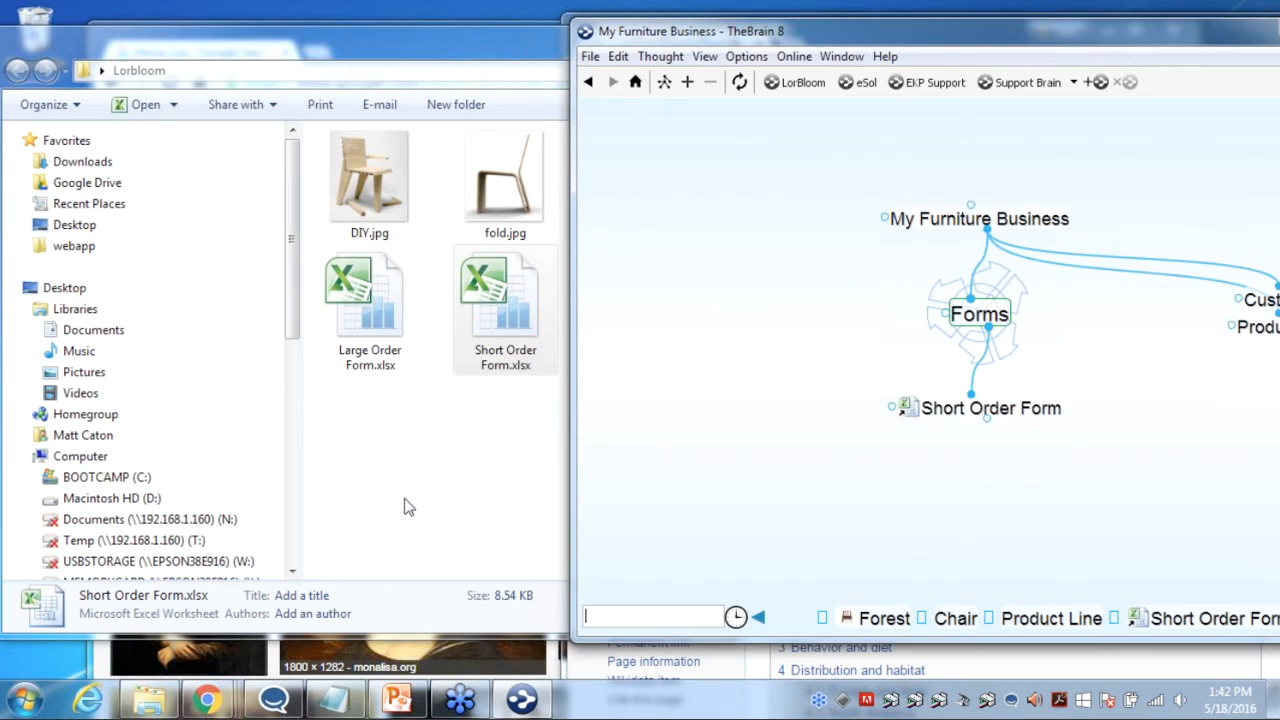 My Furniture Business - TheBrain 8
File Edit Thought View Options Online Window Help
LorBloom eSol EKP Support Support Brain
Lorbloom
Organize Open Share with Print E-mail New folder
Favorites
Downloads
Google Drive
Recent Places
Desktop
webapp
Desktop
Libraries
Documents
Music
Pictures
Videos
Homegroup
Matt Caton
Computer
BOOTCAMP (C:)
Macintosh HD (D:)
Documents (\\192.168.1.160) (N:)
Temp (\\192.168.1.160) (T:)
USBSTORAGE (\\EPSON38E916) (W:)
DIY.jpg
fold.jpg
Large Order
Form.xlsx
Short Order
Form.xlsx
Short Order Form.xlsx Title: Add a title Size: 8.54 KB
Microsoft Excel Worksheet Authors: Add an author
My Furniture Business
Forms
Cust
Produ
Short Order Form
Forest Chair Product Line Short Order Form
1800 × 1282 - monalisa.org
Page information
3 Behavior and diet
4 Distribution and habitat
1:42 PM
5/18/2016